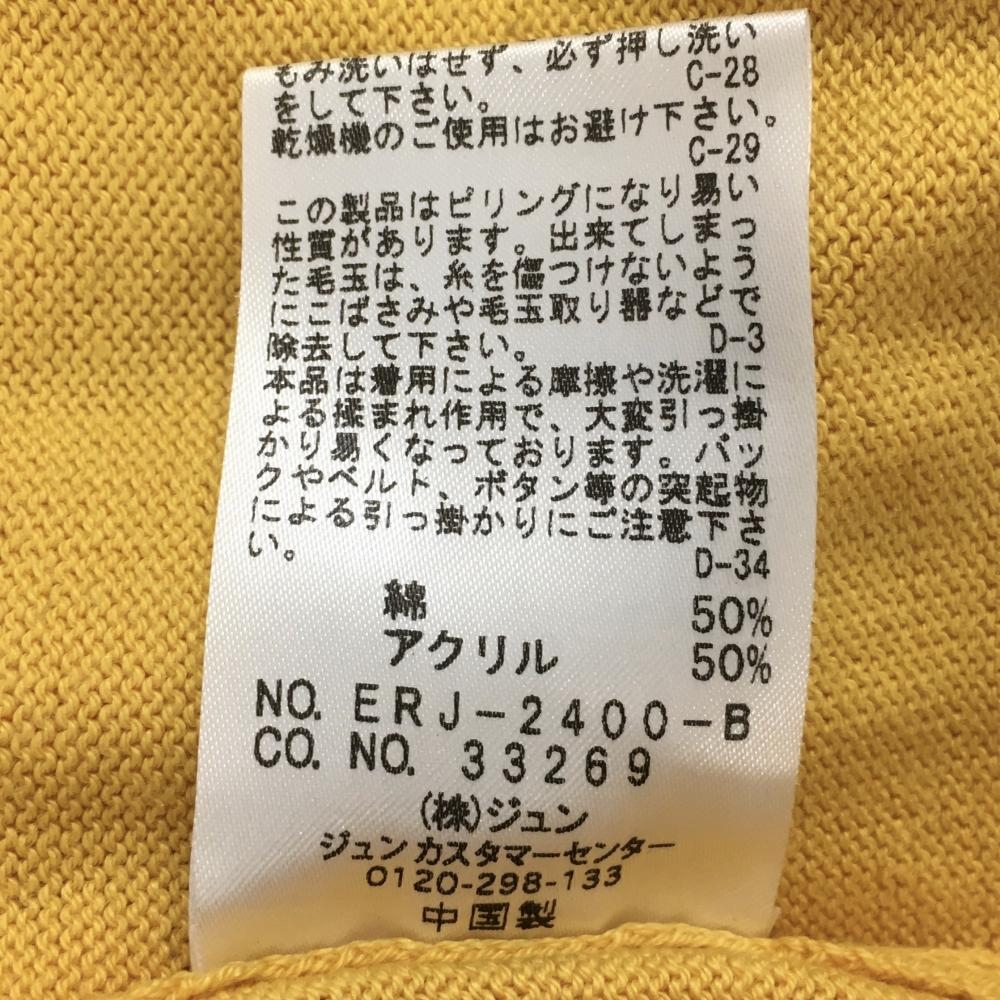 もみ洗いはせず、必ず押し洗い
をして下さい。 C-28
乾燥機のご使用はお避け下さい。
C-29
この製品はピリングになり易い
性質があります。出来てしまっ
た毛玉は、糸を傷つけないよう
にこばさみや毛玉取り器などで
除去して下さい。 D-3
本品は着用による摩擦や洗濯に
よる揉まれ作用で、大変引っ掛
かり易くなっております。バッ
クやベルト、ボタン等の突起物
による引っ掛かりにご注意下さ
い。 D-34
綿 50%
アクリル 50%
NO. ERJ-2400-B
CO. NO. 33269
(株)ジュン
ジュンカスタマーセンター
0120-298-133
中国製